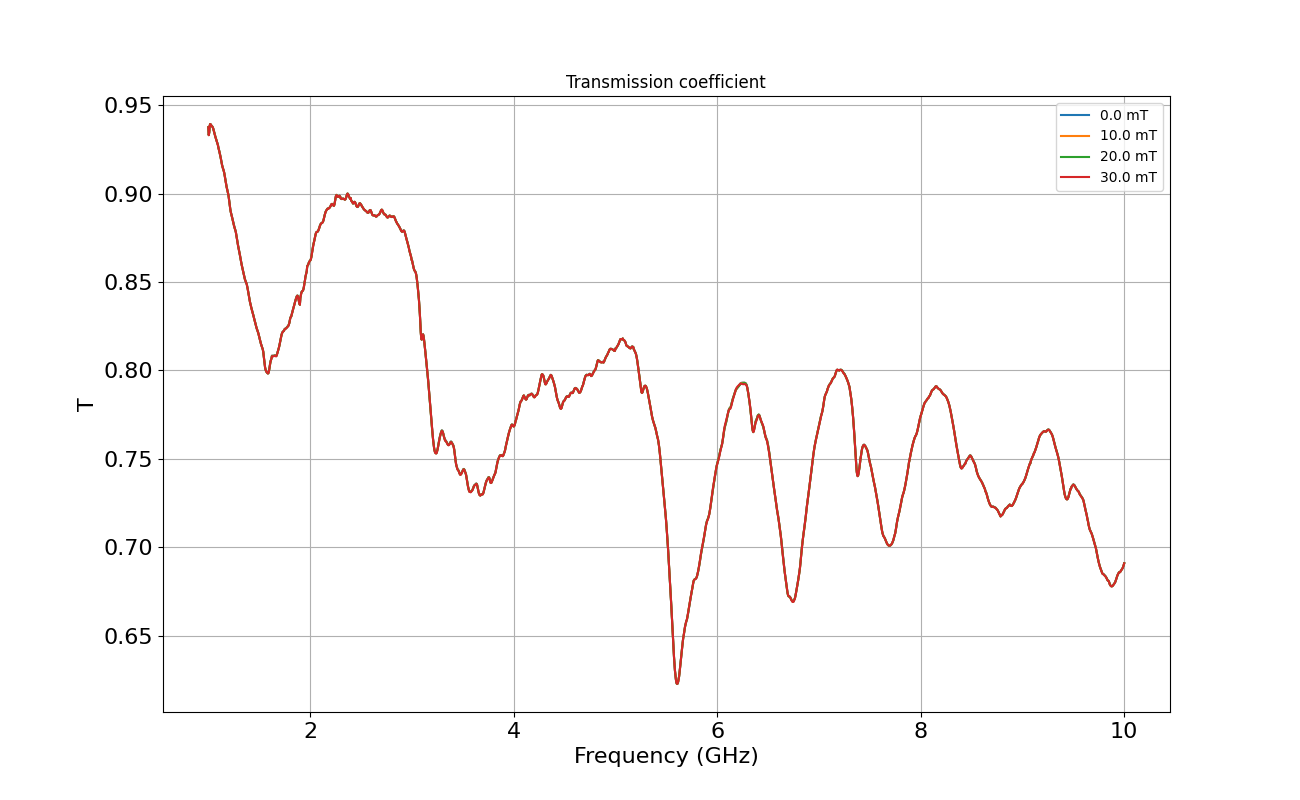 Transmission coefficient
0.95
0.90
0.85
0.80
0.75
0.70
0.65
T
0.0 mT
10.0 mT
20.0 mT
30.0 mT
2 4 6 8 10
Frequency (GHz)